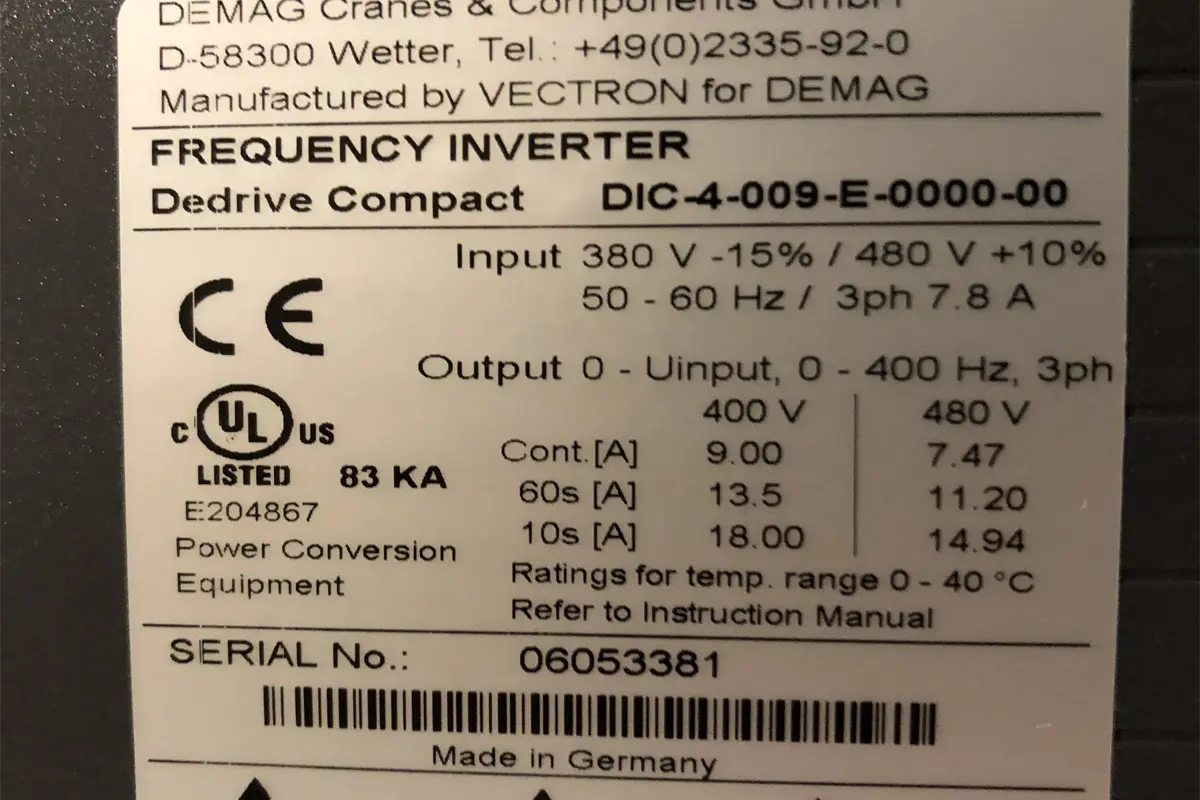 DEMAG Cranes & Components GmbH
D-58300 Wetter, Tel.: +49(0)2335-92-0
Manufactured by VECTRON for DEMAG
FREQUENCY INVERTER
Dedrive Compact DIC-4-009-E-0000-00
Input 380 V -15% / 480 V +10%
50 - 60 Hz / 3ph 7.8 A
CE
Output 0 - Uinput, 0 - 400 Hz, 3ph
400 V 480 V
C UL US
Cont.[A] 9.00 7.47
LISTED 83 KA
60s [A] 13.5 11.20
E204867
10s [A] 18.00 14.94
Power Conversion
Equipment
Ratings for temp. range 0 - 40 °C
Refer to Instruction Manual
SERIAL No.: 06053381
Made in Germany